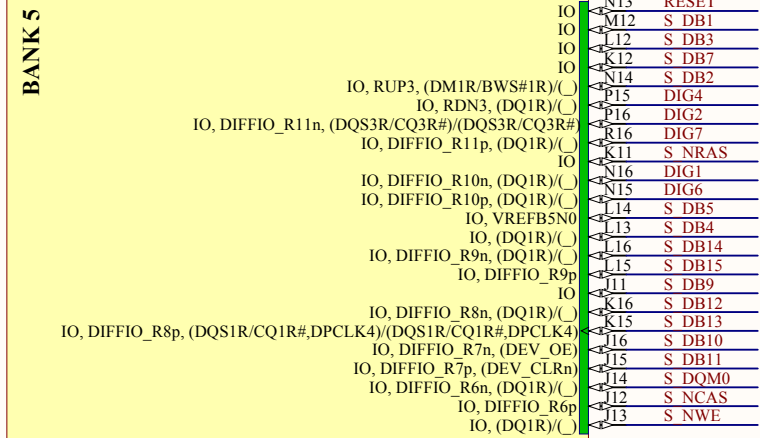 BANK 5
IO N13 RESET
IO M12 S_DB1
IO L12 S_DB3
IO K12 S_DB7
IO, RUP3, (DM1R/BWS#1R)/(_) N14 S_DB2
IO, RDN3, (DQ1R)/(_) P15 DIG4
IO, DIFFIO_R11n, (DQS3R/CQ3R#)/(DQS3R/CQ3R#) P16 DIG2
IO, DIFFIO_R11p, (DQ1R)/(_) R16 DIG7
IO K11 S_NRAS
IO, DIFFIO_R10n, (DQ1R)/(_) N16 DIG1
IO, DIFFIO_R10p, (DQ1R)/(_) N15 DIG6
IO, VREFB5N0 L14 S_DB5
IO, (DQ1R)/(_) L13 S_DB4
IO, DIFFIO_R9n, (DQ1R)/(_) L16 S_DB14
IO, DIFFIO_R9p L15 S_DB15
IO J11 S_DB9
IO, DIFFIO_R8n, (DQ1R)/(_) K16 S_DB12
IO, DIFFIO_R8p, (DQS1R/CQ1R#,DPCLK4)/(DQS1R/CQ1R#,DPCLK4) K15 S_DB13
IO, DIFFIO_R7n, (DEV_OE) J16 S_DB10
IO, DIFFIO_R7p, (DEV_CLRn) J15 S_DB11
IO, DIFFIO_R6n, (DQ1R)/(_) J14 S_DQM0
IO, DIFFIO_R6p J12 S_NCAS
IO, (DQ1R)/(_) J13 S_NWE